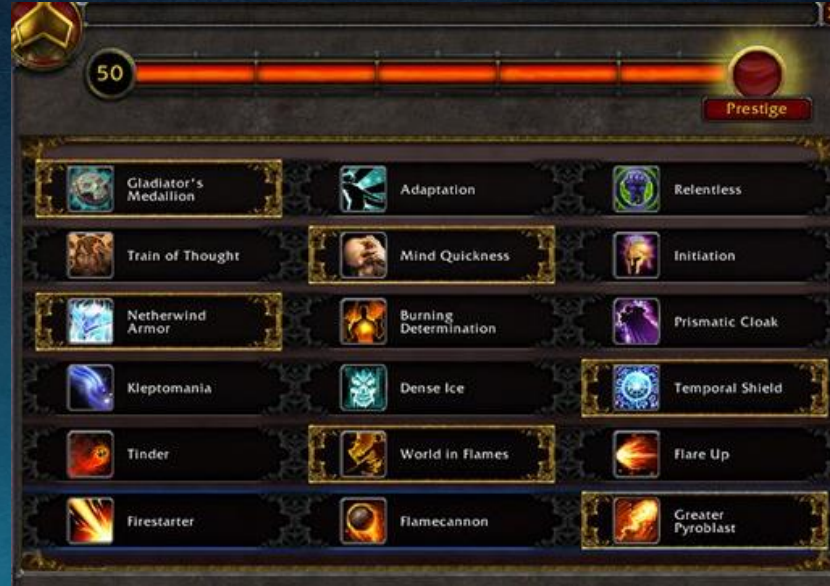 50
Prestige
Gladiator's
Medallion
Adaptation
Relentless
Train of Thought
Mind Quickness
Initiation
Netherwind
Armor
Burning
Determination
Prismatic Cloak
Kleptomania
Dense Ice
Temporal Shield
Tinder
World in Flames
Flare Up
Firestarter
Flamecannon
Greater
Pyroblast